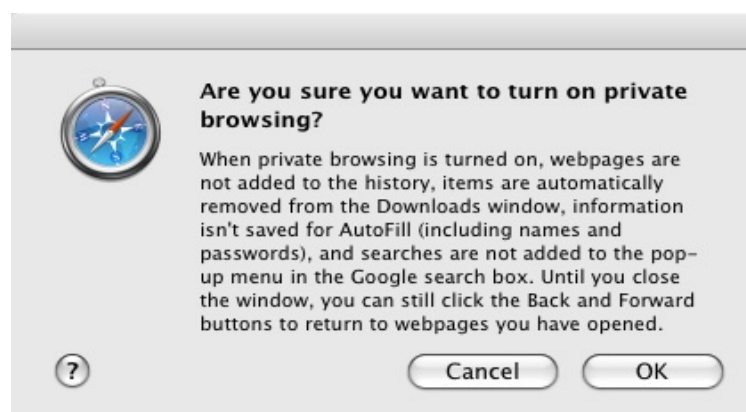 Are you sure you want to turn on private
browsing?
When private browsing is turned on, webpages are
not added to the history, items are automatically
removed from the Downloads window, information
isn't saved for AutoFill (including names and
passwords), and searches are not added to the pop-
up menu in the Google search box. Until you close
the window, you can still click the Back and Forward
buttons to return to webpages you have opened.
? Cancel OK